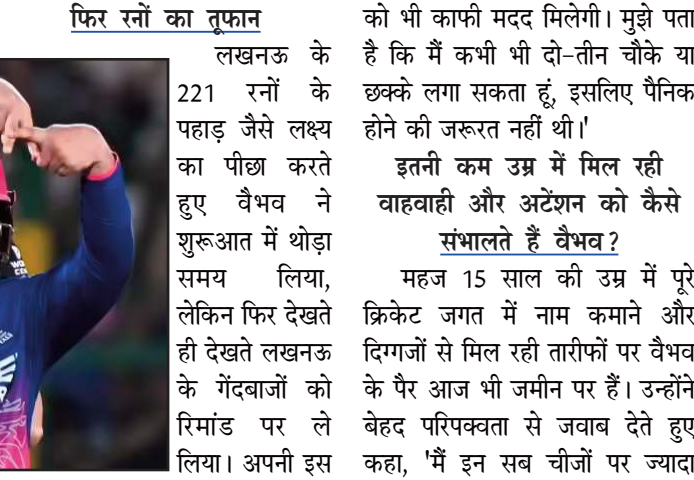 फिर रनों का तूफान
लखनऊ के
221 रनों के
पहाड़ जैसे लक्ष्य
का पीछा करते
हुए वैभव ने
शुरूआत में थोड़ा
समय लिया,
लेकिन फिर देखते
ही देखते लखनऊ
के गेंदबाजों को
रिमांड पर ले
लिया। अपनी इस
को भी काफी मदद मिलेगी। मुझे पता
है कि मैं कभी भी दो-तीन चौके या
छक्के लगा सकता हूं, इसलिए पैनिक
होने की जरूरत नहीं थी।'
इतनी कम उम्र में मिल रही
वाहवाही और अटेंशन को कैसे
संभालते हैं वैभव?
महज 15 साल की उम्र में पूरे
क्रिकेट जगत में नाम कमाने और
दिग्गजों से मिल रही तारीफों पर वैभव
के पैर आज भी जमीन पर हैं। उन्होंने
बेहद परिपक्वता से जवाब देते हुए
कहा, 'मैं इन सब चीजों पर ज्यादा